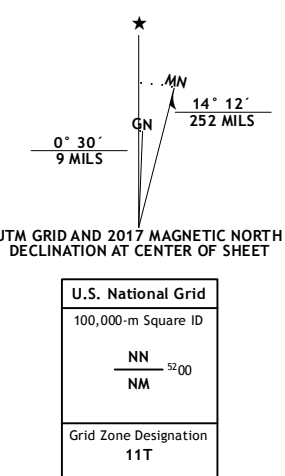 ★
MN
14° 12´
252 MILS
GN
0° 30´
9 MILS
UTM GRID AND 2017 MAGNETIC NORTH
DECLINATION AT CENTER OF SHEET
U.S. National Grid
100,000-m Square ID
NN
5200
NM
Grid Zone Designation
11T